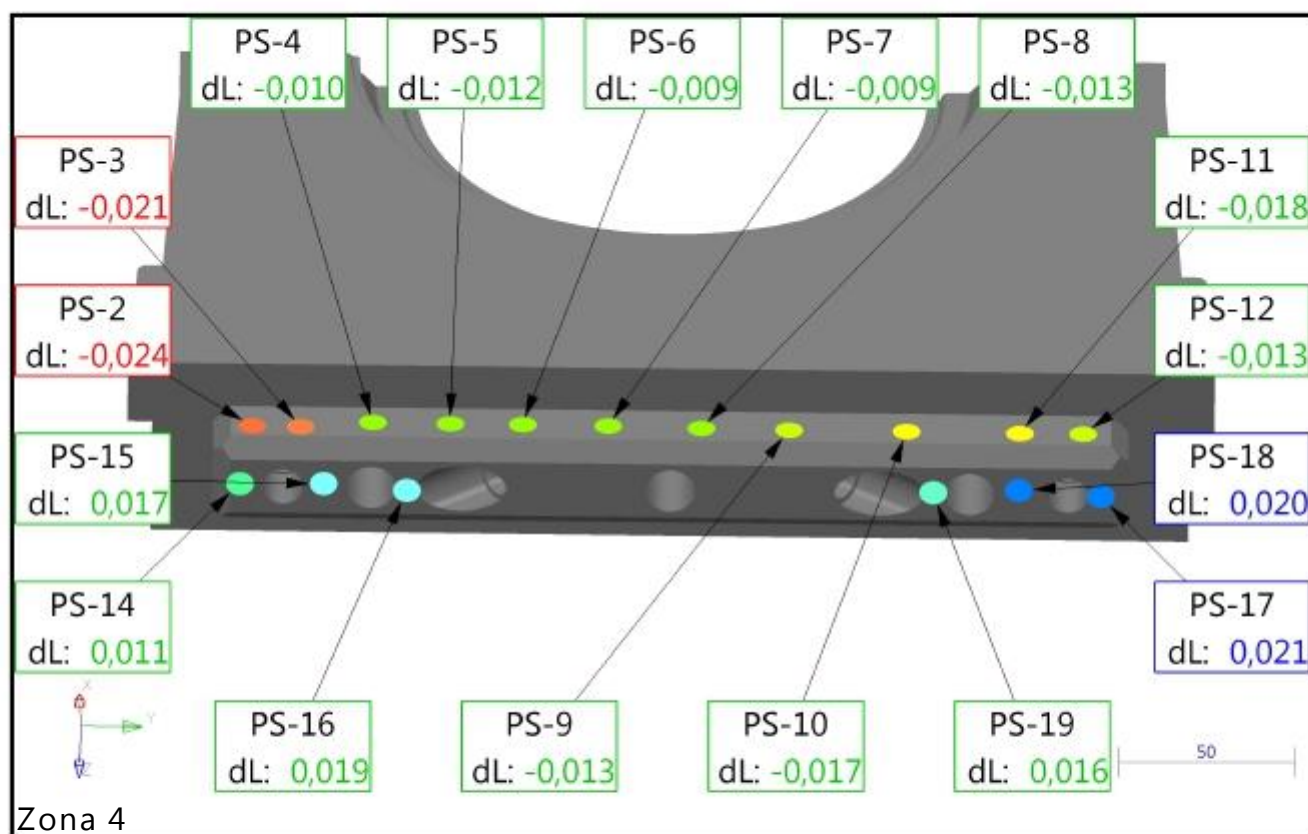 PS-4
dL: -0,010
PS-5
dL: -0,012
PS-6
dL: -0,009
PS-7
dL: -0,009
PS-8
dL: -0,013
PS-3
dL: -0,021
PS-11
dL: -0,018
PS-2
dL: -0,024
PS-12
dL: -0,013
PS-15
dL: 0,017
PS-18
dL: 0,020
PS-14
dL: 0,011
PS-17
dL: 0,021
PS-16
dL: 0,019
PS-9
dL: -0,013
PS-10
dL: -0,017
PS-19
dL: 0,016
X
Y
Z
50
Zona 4